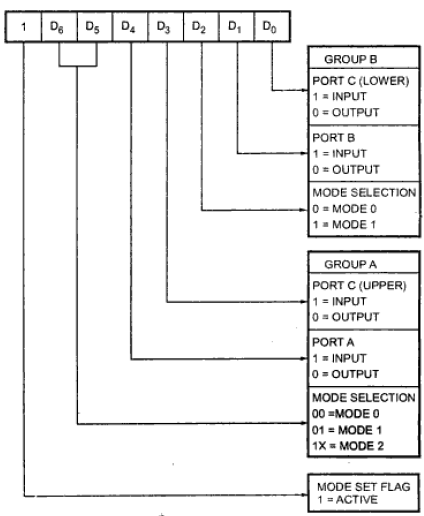 1 D6 D5 D4 D3 D2 D1 D0
GROUP B
PORT C (LOWER)
1 = INPUT
0 = OUTPUT
PORT B
1 = INPUT
0 = OUTPUT
MODE SELECTION
0 = MODE 0
1 = MODE 1
GROUP A
PORT C (UPPER)
1 = INPUT
0 = OUTPUT
PORT A
1 = INPUT
0 = OUTPUT
MODE SELECTION
00 =MODE 0
01 = MODE 1
1X = MODE 2
MODE SET FLAG
1 = ACTIVE